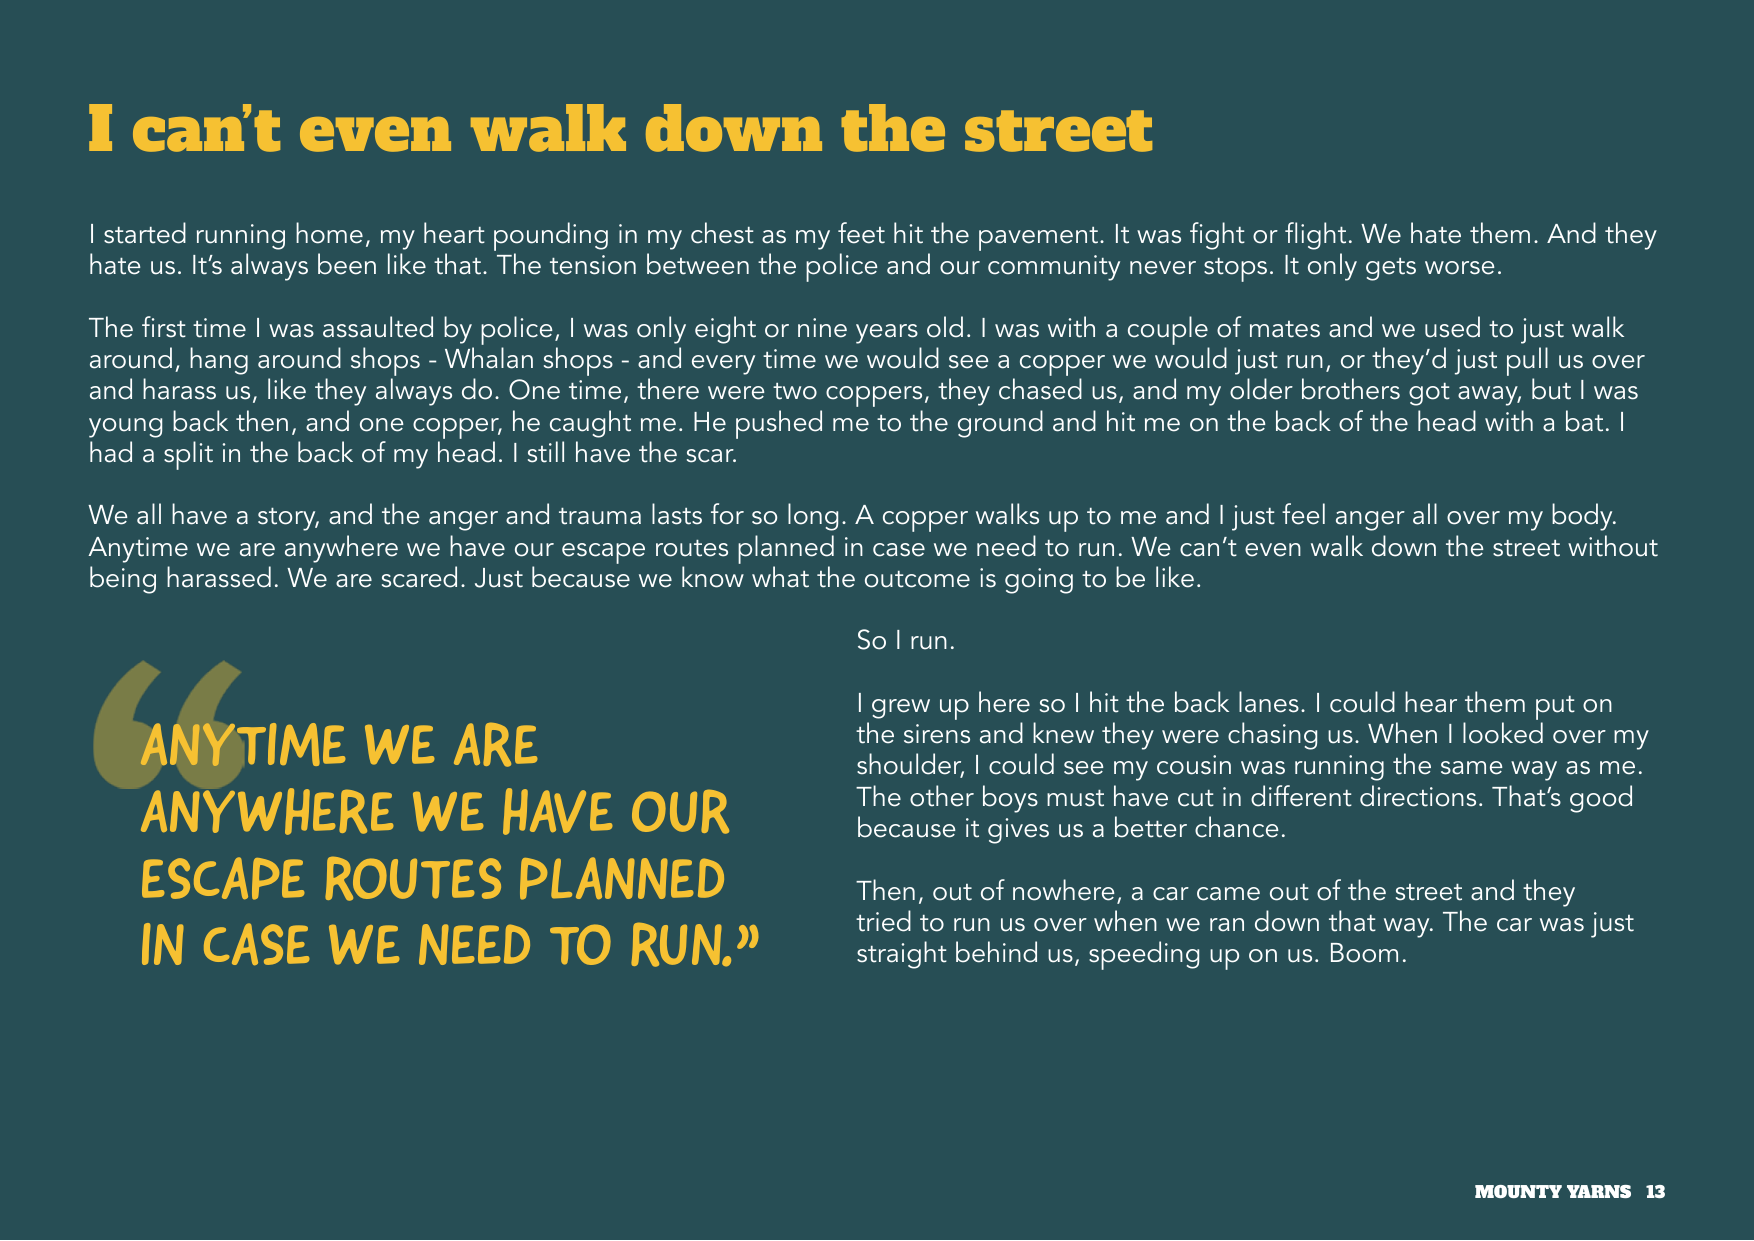 I can’t even walk down the street
I started running home, my heart pounding in my chest as my feet hit the pavement. It was fight or flight. We hate them. And they
hate us. It’s always been like that. The tension between the police and our community never stops. It only gets worse.
The first time I was assaulted by police, I was only eight or nine years old. I was with a couple of mates and we used to just walk
around, hang around shops - Whalan shops - and every time we would see a copper we would just run, or they’d just pull us over
and harass us, like they always do. One time, there were two coppers, they chased us, and my older brothers got away, but I was
young back then, and one copper, he caught me. He pushed me to the ground and hit me on the back of the head with a bat. I
had a split in the back of my head. I still have the scar.
We all have a story, and the anger and trauma lasts for so long. A copper walks up to me and I just feel anger all over my body.
Anytime we are anywhere we have our escape routes planned in case we need to run. We can’t even walk down the street without
being harassed. We are scared. Just because we know what the outcome is going to be like.
“ANYTIME WE ARE
ANYWHERE WE HAVE OUR
ESCAPE ROUTES PLANNED
IN CASE WE NEED TO RUN.”
So I run.
I grew up here so I hit the back lanes. I could hear them put on
the sirens and knew they were chasing us. When I looked over my
shoulder, I could see my cousin was running the same way as me.
The other boys must have cut in different directions. That’s good
because it gives us a better chance.
Then, out of nowhere, a car came out of the street and they
tried to run us over when we ran down that way. The car was just
straight behind us, speeding up on us. Boom.
MOUNTY YARNS 13